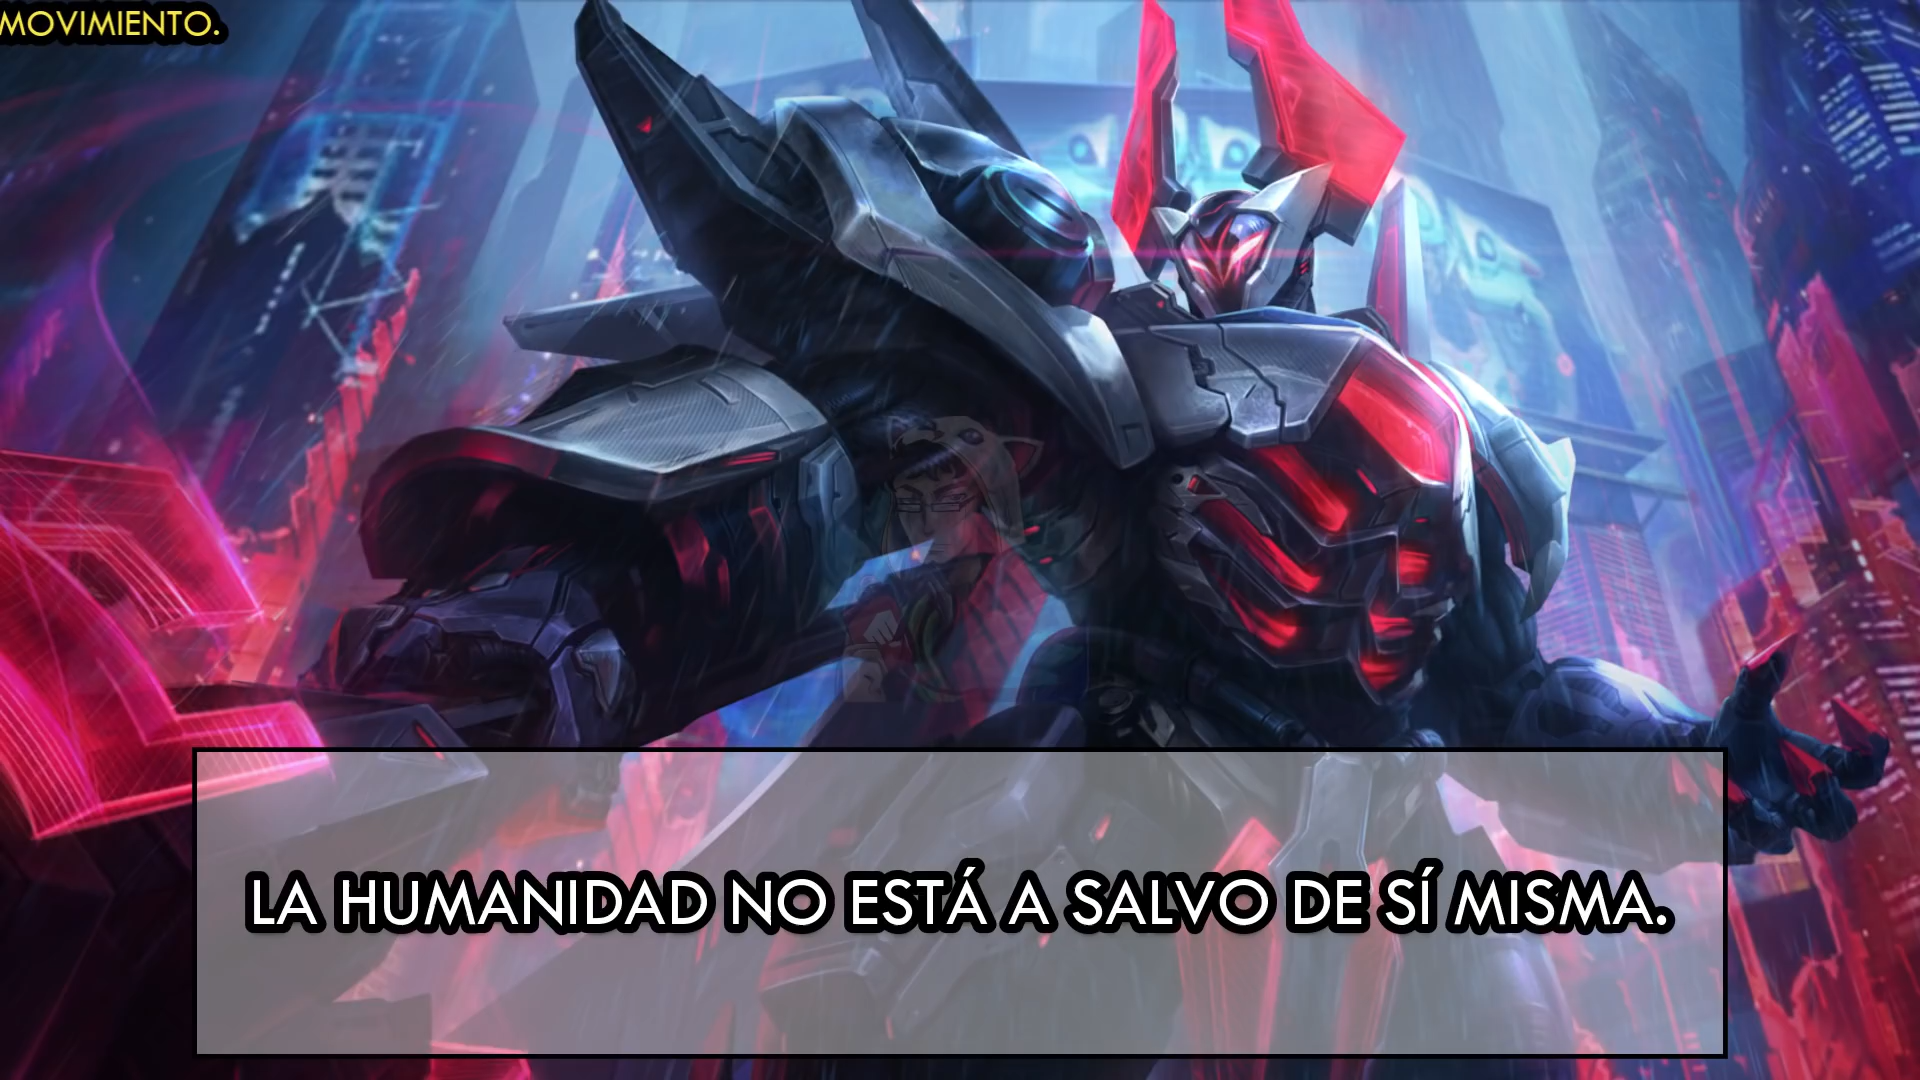 MOVIMIENTO.
LA HUMANIDAD NO ESTÁ A SALVO DE SÍ MISMA.